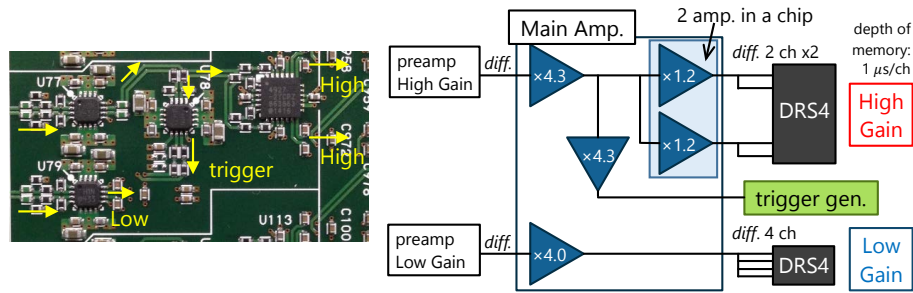 U77
U78
U79
High
High
trigger
Low
U113
C100
C778
Main Amp.
2 amp. in a chip
depth of
memory:
1 μs/ch
preamp
High Gain
diff.
×4.3
×1.2
×1.2
diff. 2 ch x2
DRS4
High
Gain
×4.3
trigger gen.
preamp
Low Gain
diff.
×4.0
diff. 4 ch
DRS4
Low
Gain